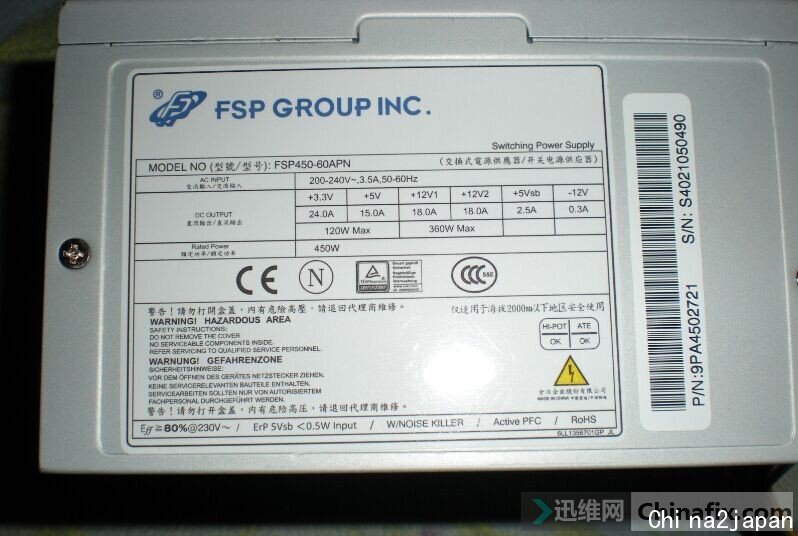 ® FSP GROUP INC.
Switching Power Supply
MODEL NO (型號/型号): FSP450-60APN (交換式電源供應器/开关电源供应器)
AC INPUT 交流輸入/交流输入 200-240V~,3.5A,50-60Hz
DC OUTPUT 直流輸出/直流输出
+3.3V +5V +12V1 +12V2 +5Vsb -12V
24.0A 15.0A 18.0A 18.0A 2.5A 0.3A
120W Max 360W Max
Rated Power 額定功率/额定功率 450W
CE N CCC S&E
警告！請勿打開盒蓋，内有危險高壓，請退回代理商維修。
仅适用于海拔2000m以下地区安全使用
WARNING! HAZARDOUS AREA
SAFETY INSTRUCTIONS:
DO NOT REMOVE THE COVER
NO SERVICEABLE COMPONENTS INSIDE.
REFER SERVICING TO QUALIFIED SERVICE PERSONNEL.
WARNUNG! GEFAHRENZONE
SICHERHEITSHINWEISE:
VOR DEM ÖFFNEN DES GERÄTES NETZSTECKER ZIEHEN.
KEINE SERVICERELEVANTEN BAUTEILE ENTHALTEN.
SERVICEARBEITEN SOLLTEN NUR VON AUTORISIERTEM
FACHPERSONAL DURCHGEFÜHRT WERDEN!
警告！请勿打开盒盖，内有危险高压，请退回代理商维修。
HI-POT ATE
OK OK
MADE IN CHINA
Eff≧80%@230V~ / ErP 5Vsb <0.5W Input / W/NOISE KILLER / Active PFC / RoHS
P/N:9PA4502721 S/N: S4021050490
迅维网 Chinafix.com
China2japan